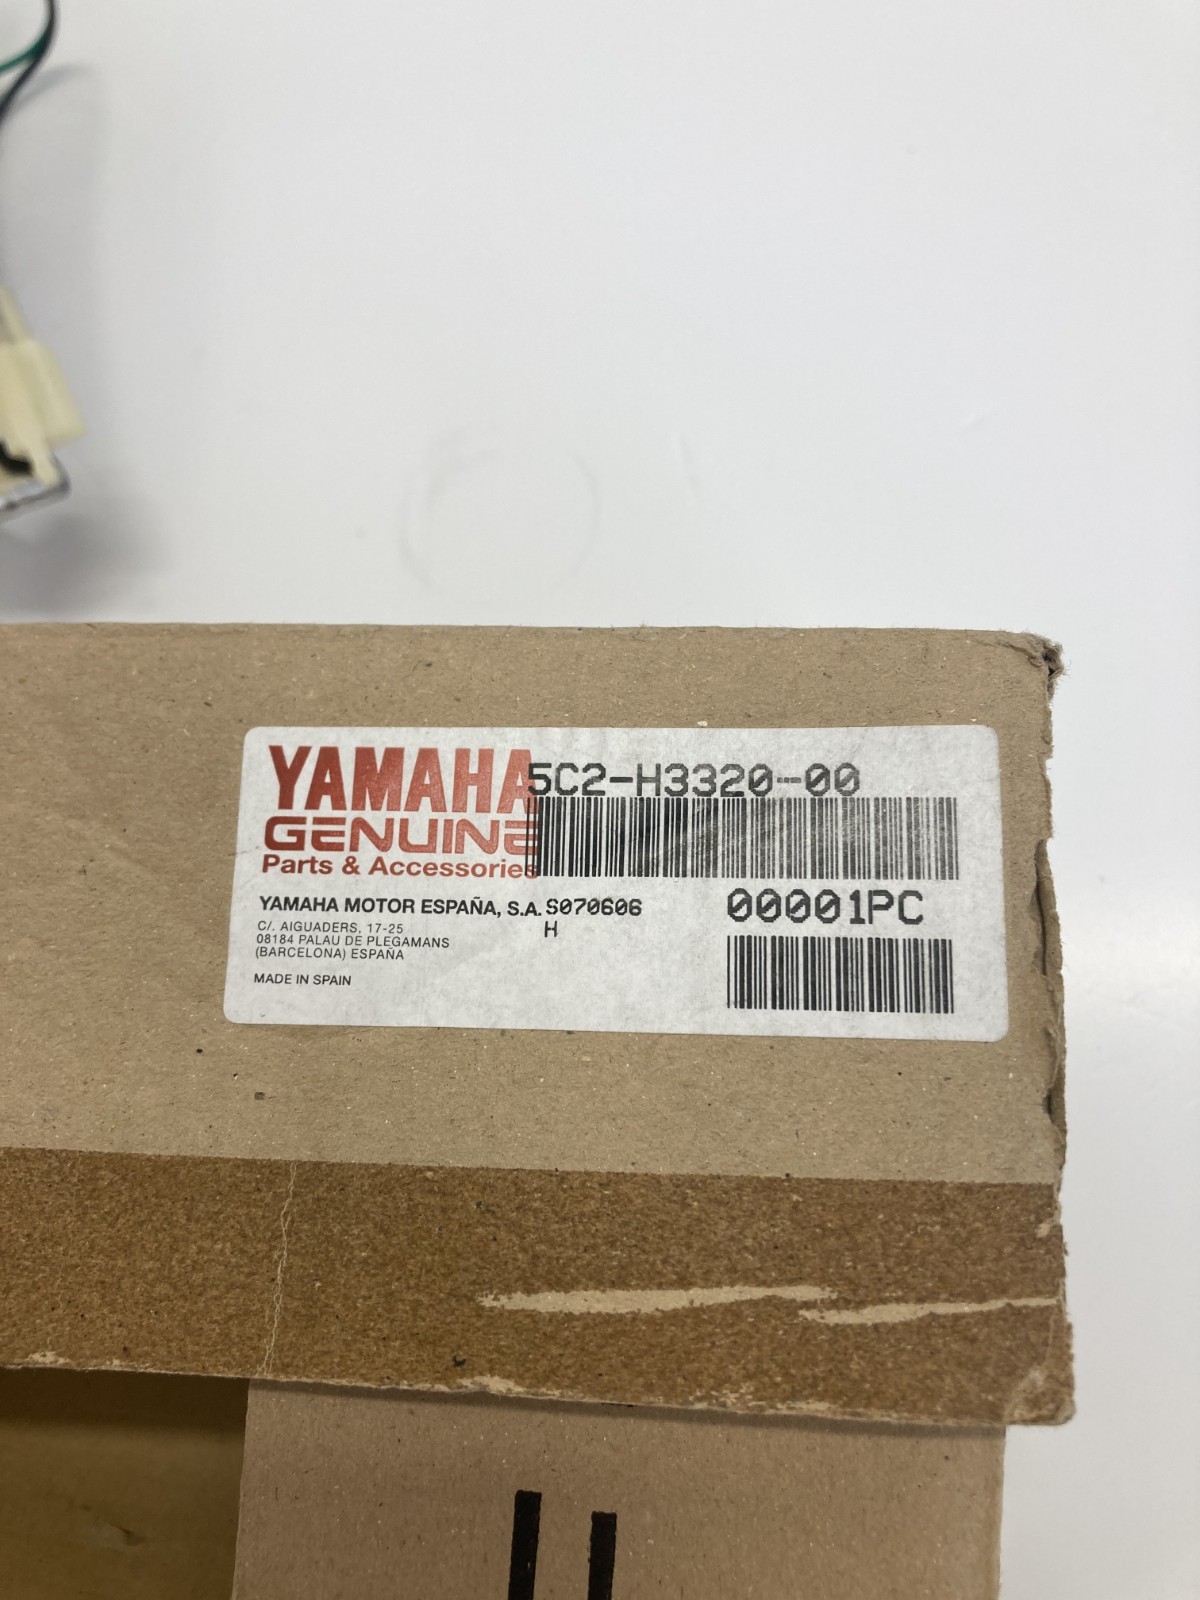 YAMAHA
GENUINE
Parts & Accessories
5C2-H3320-00
YAMAHA MOTOR ESPAÑA, S.A. S070606
H
00001PC
C/. AIGUADERS, 17-25
08184 PALAU DE PLEGAMANS
(BARCELONA) ESPAÑA
MADE IN SPAIN